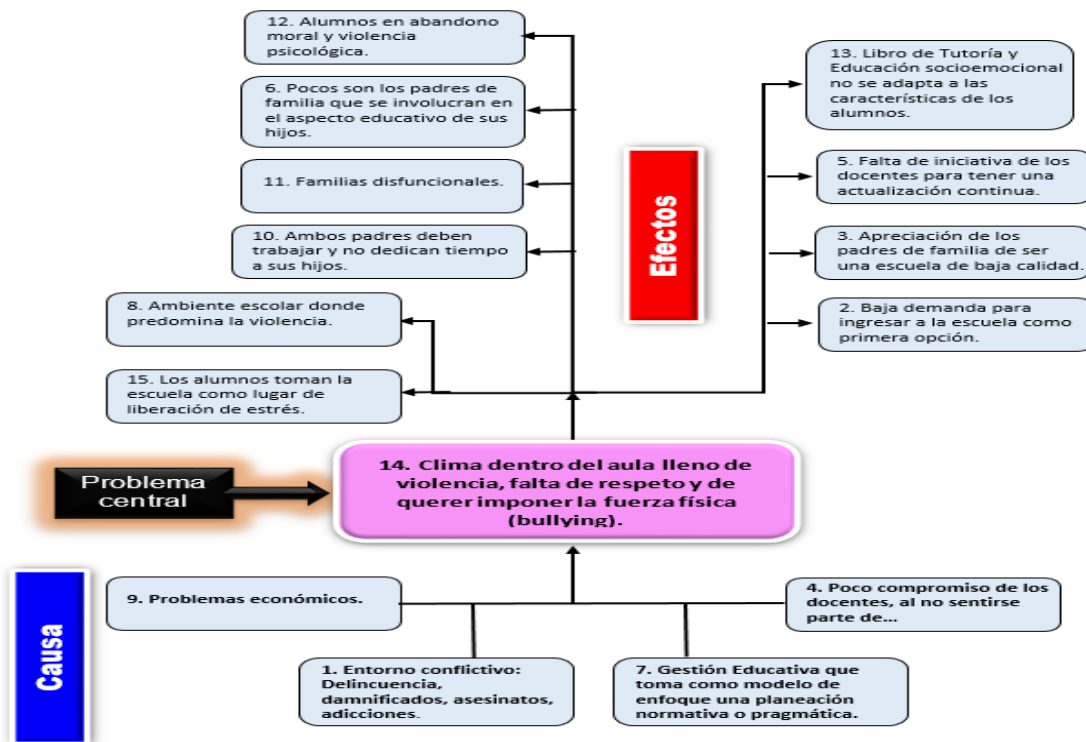 12. Alumnos en abandono
moral y violencia
psicológica.
6. Pocos son los padres de
familia que se involucran en
el aspecto educativo de sus
hijos.
11. Familias disfuncionales.
10. Ambos padres deben
trabajar y no dedican tiempo
a sus hijos.
8. Ambiente escolar donde
predomina la violencia.
15. Los alumnos toman la
escuela como lugar de
liberación de estrés.
Efectos
13. Libro de Tutoría y
Educación socioemocional
no se adapta a las
características de los
alumnos.
5. Falta de iniciativa de los
docentes para tener una
actualización continua.
3. Apreciación de los
padres de familia de ser
una escuela de baja calidad.
2. Baja demanda para
ingresar a la escuela como
primera opción.
Problema
central
14. Clima dentro del aula lleno de
violencia, falta de respeto y de
querer imponer la fuerza física
(bullying).
Causa
9. Problemas económicos.
4. Poco compromiso de los
docentes, al no sentirse
parte de...
1. Entorno conflictivo:
Delincuencia,
damnificados, asesinatos,
adicciones.
7. Gestión Educativa que
toma como modelo de
enfoque una planeación
normativa o pragmática.